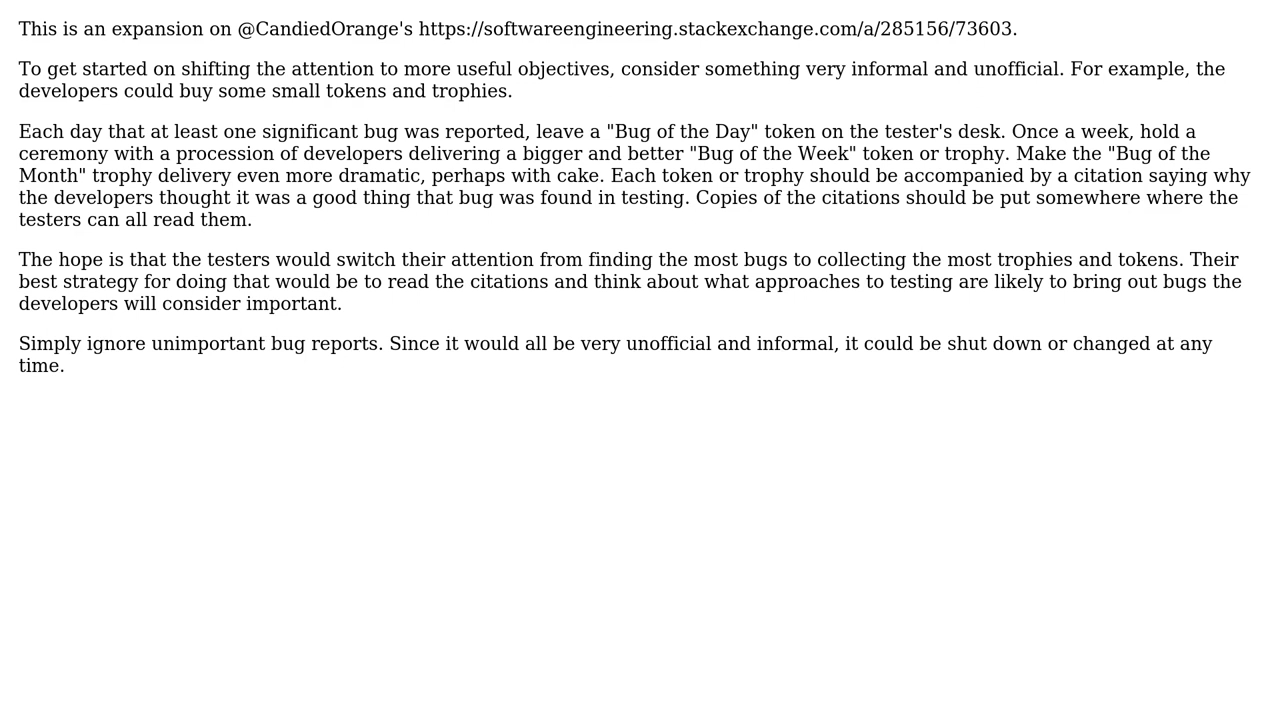 This is an expansion on @CandiedOrange's https://softwareengineering.stackexchange.com/a/285156/73603.
To get started on shifting the attention to more useful objectives, consider something very informal and unofficial. For example, the
developers could buy some small tokens and trophies.
Each day that at least one significant bug was reported, leave a "Bug of the Day" token on the tester's desk. Once a week, hold a
ceremony with a procession of developers delivering a bigger and better "Bug of the Week" token or trophy. Make the "Bug of the
Month" trophy delivery even more dramatic, perhaps with cake. Each token or trophy should be accompanied by a citation saying why
the developers thought it was a good thing that bug was found in testing. Copies of the citations should be put somewhere where the
testers can all read them.
The hope is that the testers would switch their attention from finding the most bugs to collecting the most trophies and tokens. Their
best strategy for doing that would be to read the citations and think about what approaches to testing are likely to bring out bugs the
developers will consider important.
Simply ignore unimportant bug reports. Since it would all be very unofficial and informal, it could be shut down or changed at any
time.